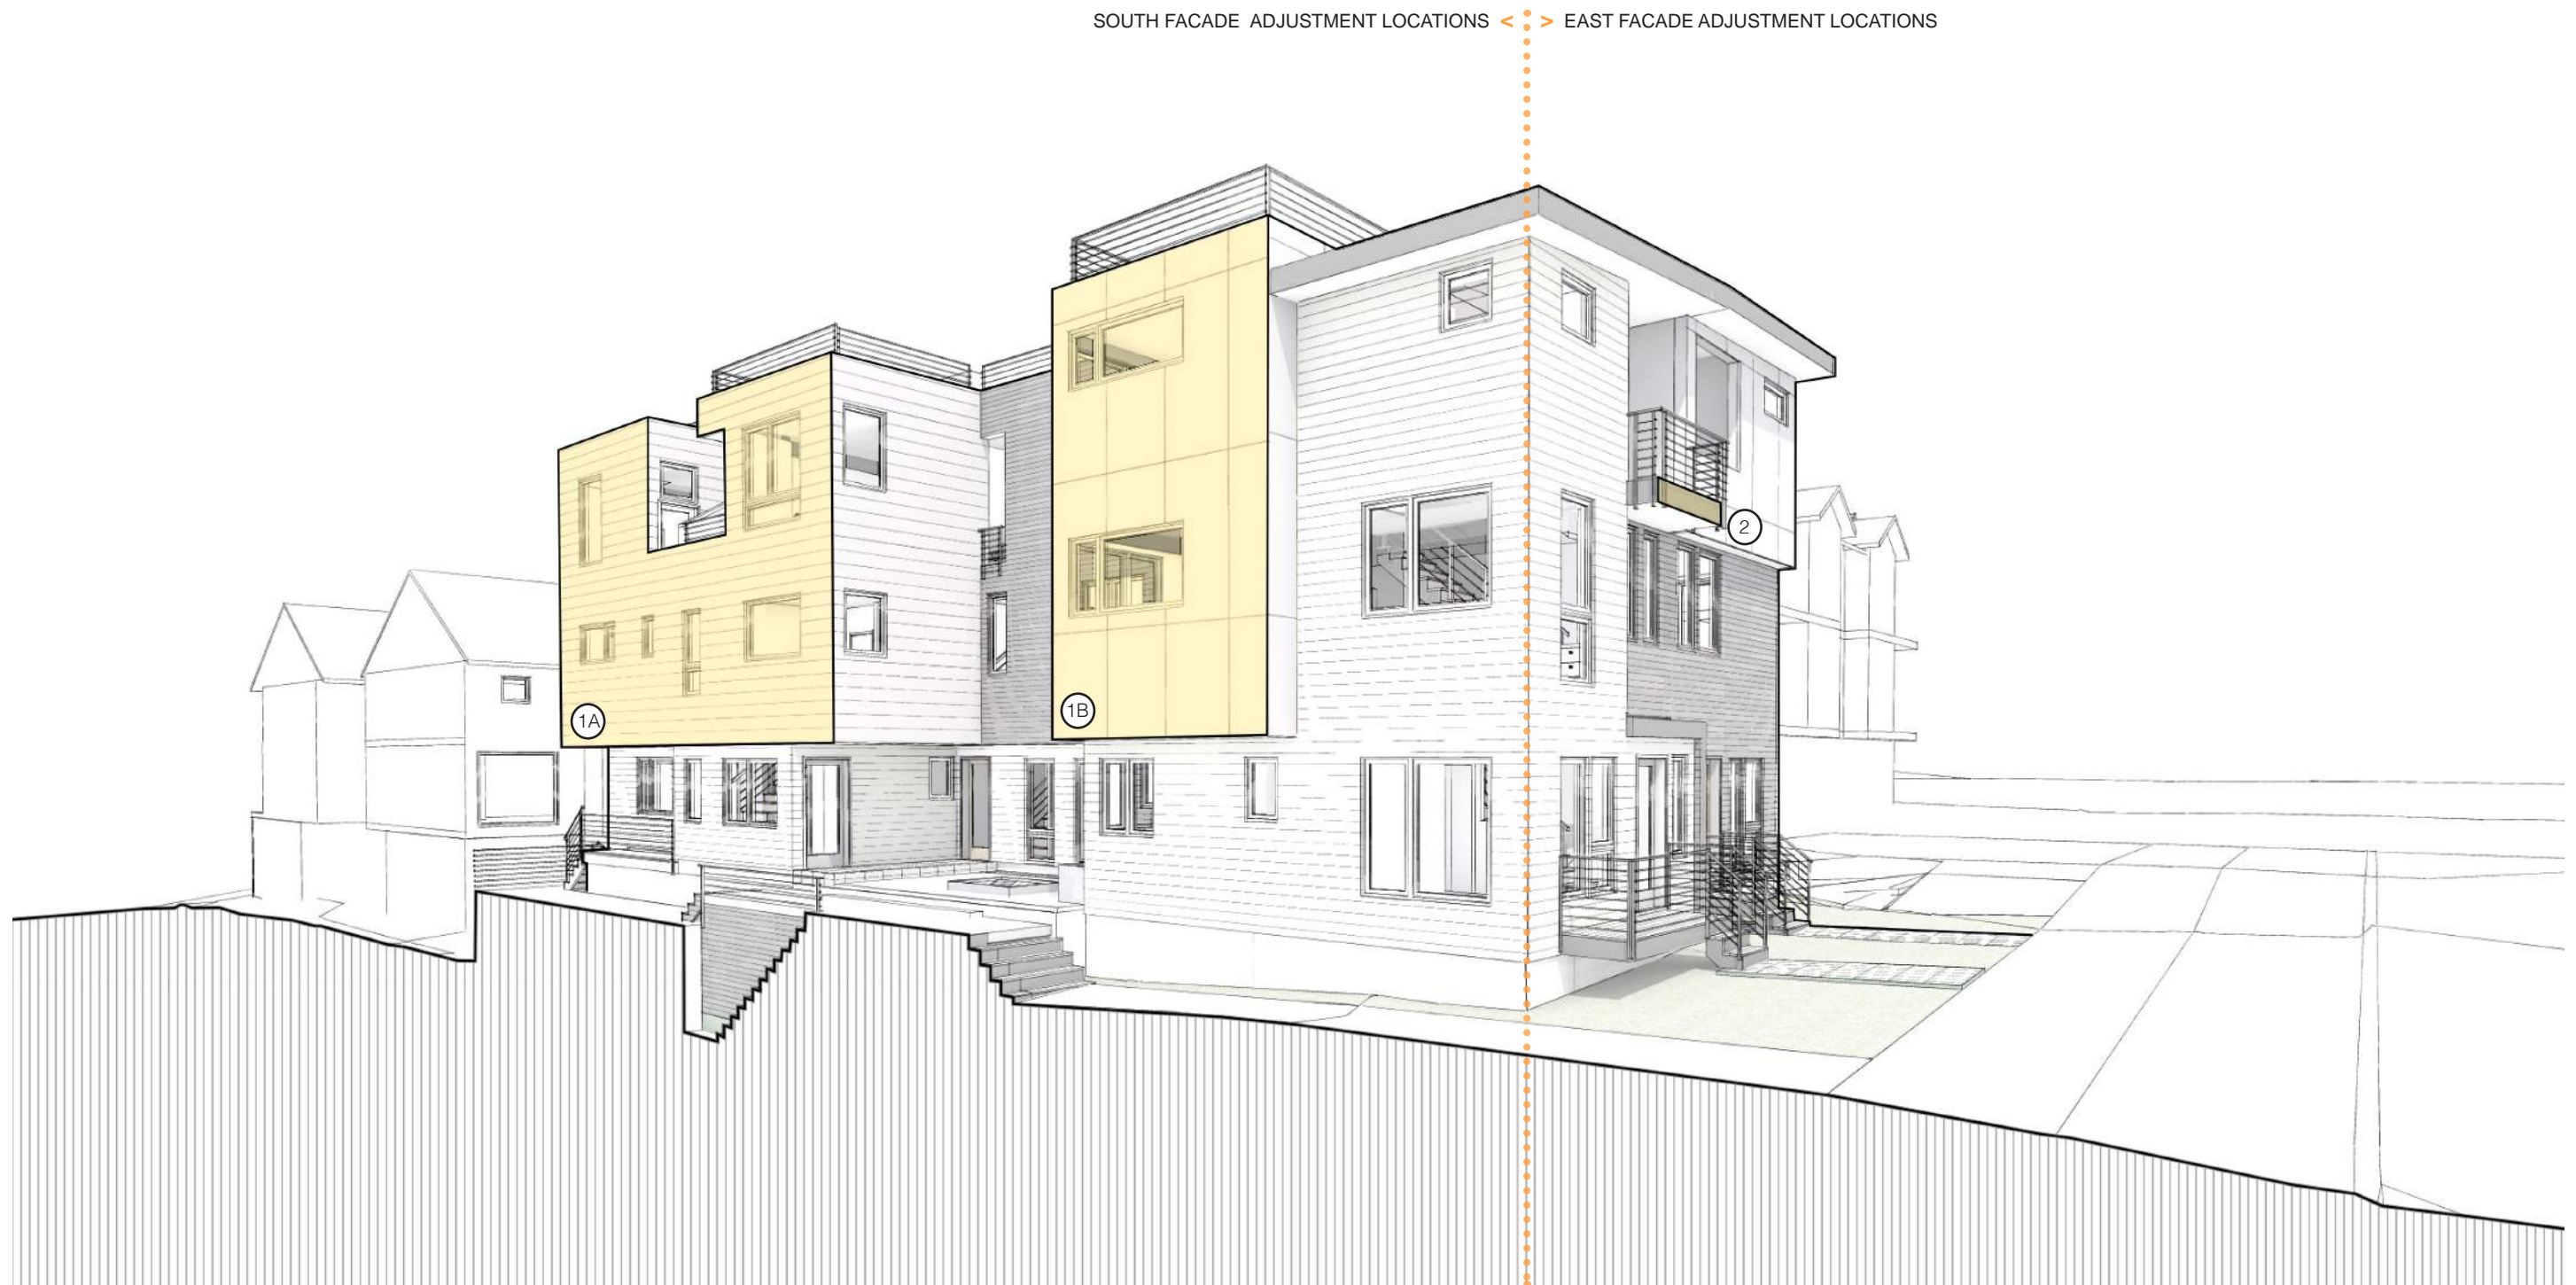 SOUTH FACADE ADJUSTMENT LOCATIONS < > EAST FACADE ADJUSTMENT LOCATIONS
2
1A
1B